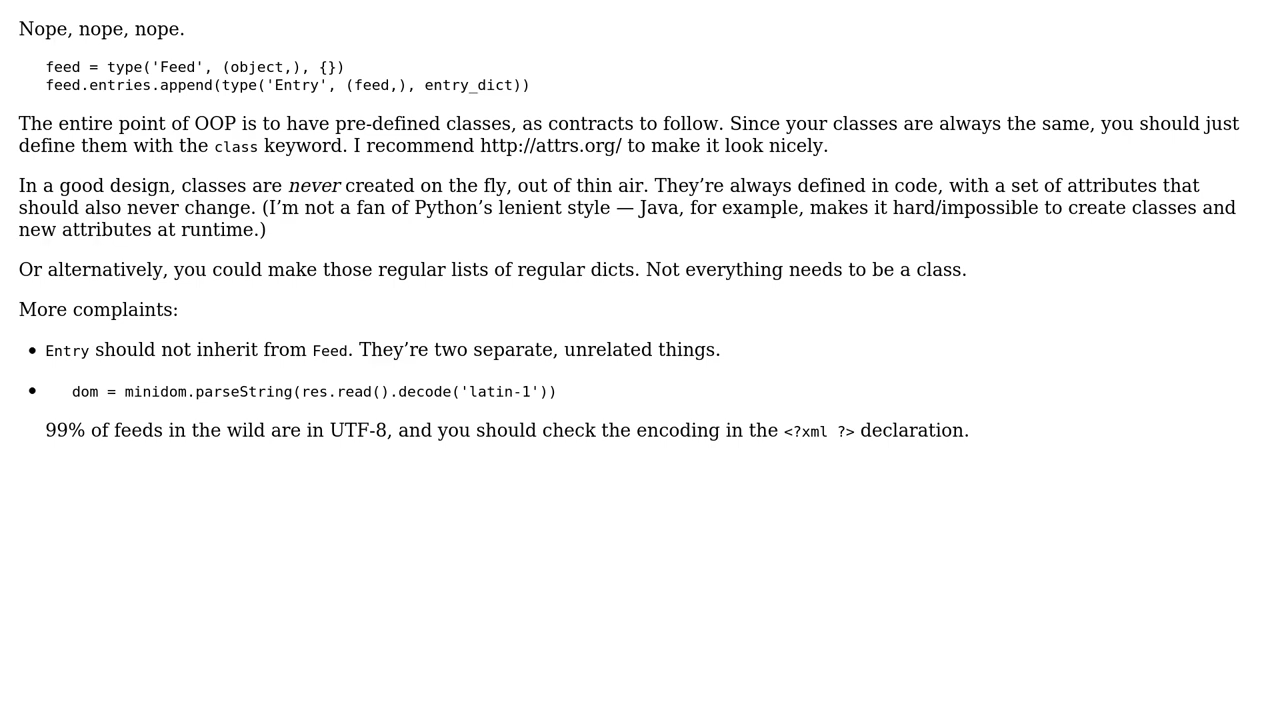 Nope, nope, nope.
feed = type('Feed', (object,), {})
feed.entries.append(type('Entry', (feed,), entry_dict))
The entire point of OOP is to have pre-defined classes, as contracts to follow. Since your classes are always the same, you should just
define them with the class keyword. I recommend http://attrs.org/ to make it look nicely.
In a good design, classes are never created on the fly, out of thin air. They’re always defined in code, with a set of attributes that
should also never change. (I’m not a fan of Python’s lenient style — Java, for example, makes it hard/impossible to create classes and
new attributes at runtime.)
Or alternatively, you could make those regular lists of regular dicts. Not everything needs to be a class.
More complaints:
• Entry should not inherit from Feed. They’re two separate, unrelated things.
• dom = minidom.parseString(res.read().decode('latin-1'))
99% of feeds in the wild are in UTF-8, and you should check the encoding in the <?xml ?> declaration.